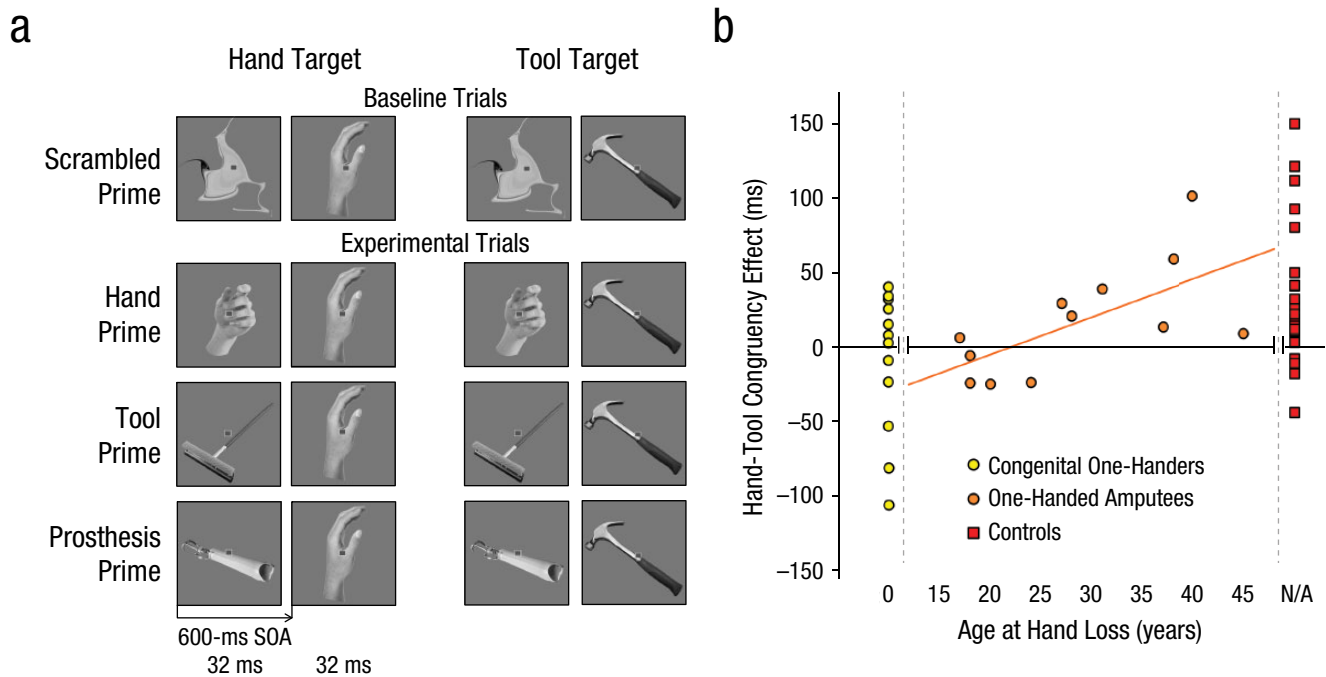 a
Hand Target
Tool Target
Baseline Trials
Scrambled
Prime
Experimental Trials
Hand
Prime
Tool
Prime
Prosthesis
Prime
600-ms SOA
32 ms
32 ms
b
Hand-Tool Congruency Effect (ms)
150
100
50
0
−50
−100
−150
Congenital One-Handers
One-Handed Amputees
Controls
0 15 20 25 30 35 40 45 N/A
Age at Hand Loss (years)